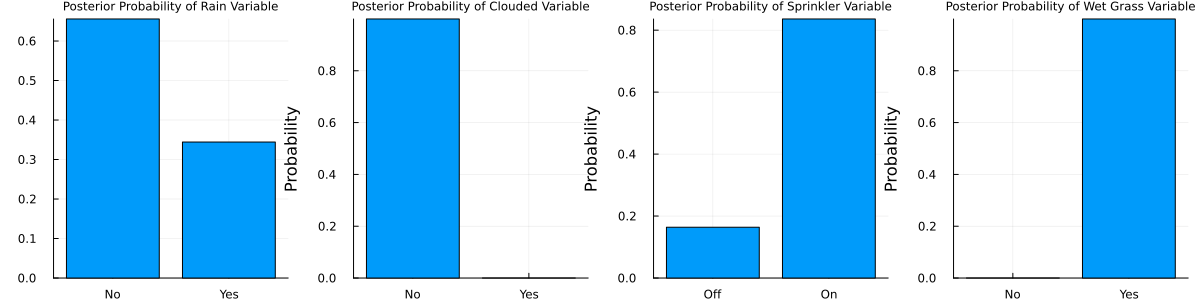 Posterior Probability of Rain Variable
0.6
0.5
0.4
0.3
0.2
0.1
0.0
No Yes
Posterior Probability of Clouded Variable
Probability
0.8
0.6
0.4
0.2
0.0
No Yes
Posterior Probability of Sprinkler Variable
Probability
0.8
0.6
0.4
0.2
0.0
Off On
Posterior Probability of Wet Grass Variable
Probability
0.8
0.6
0.4
0.2
0.0
No Yes